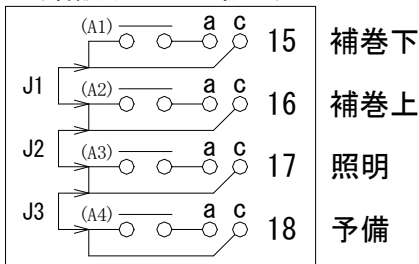 (A1) a c 15 補巻下
J1
(A2) a c 16 補巻上
J2
(A3) a c 17 照明
J3
(A4) a c 18 予備